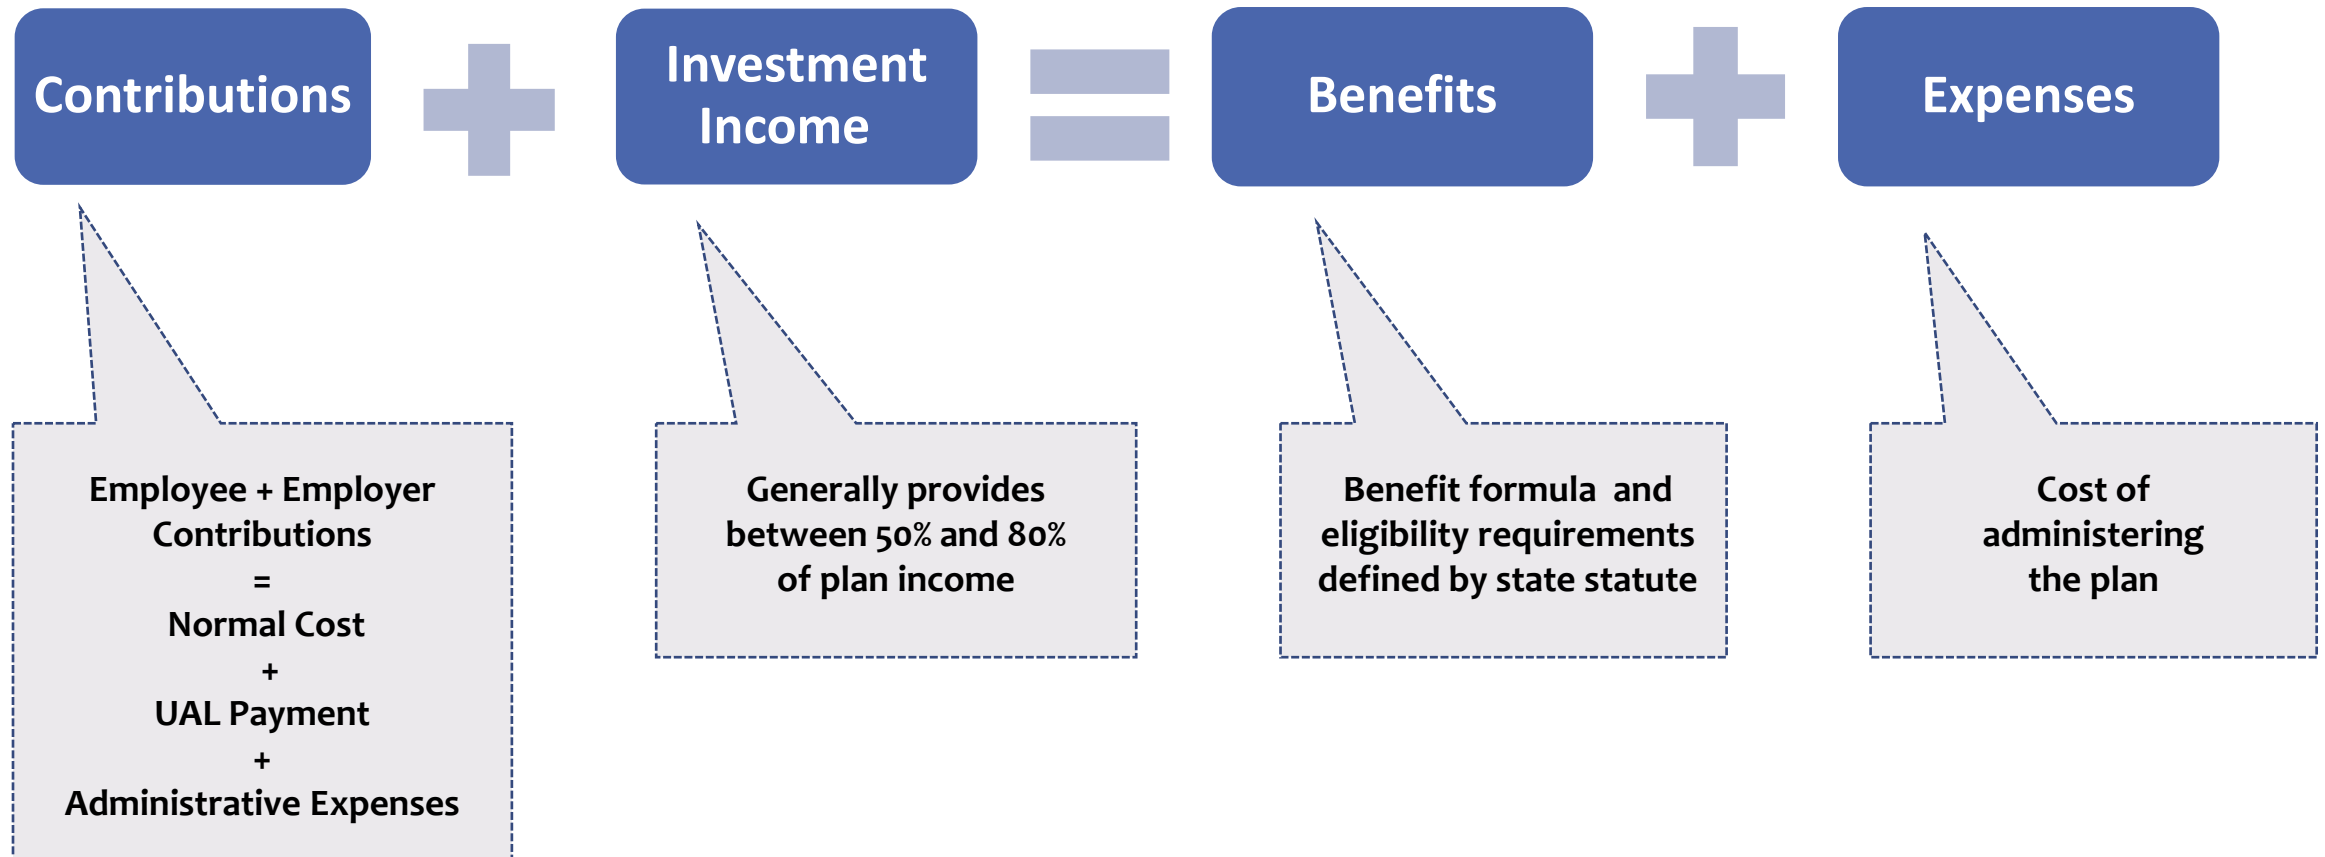 Contributions
Investment
Income
Benefits
Expenses
Employee + Employer
Contributions
=
Normal Cost
+
UAL Payment
+
Administrative Expenses
Generally provides
between 50% and 80%
of plan income
Benefit formula and
eligibility requirements
defined by state statute
Cost of
administering
the plan